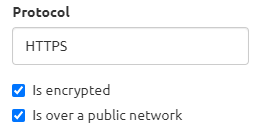 Protocol
HTTPS
Is encrypted
Is over a public network